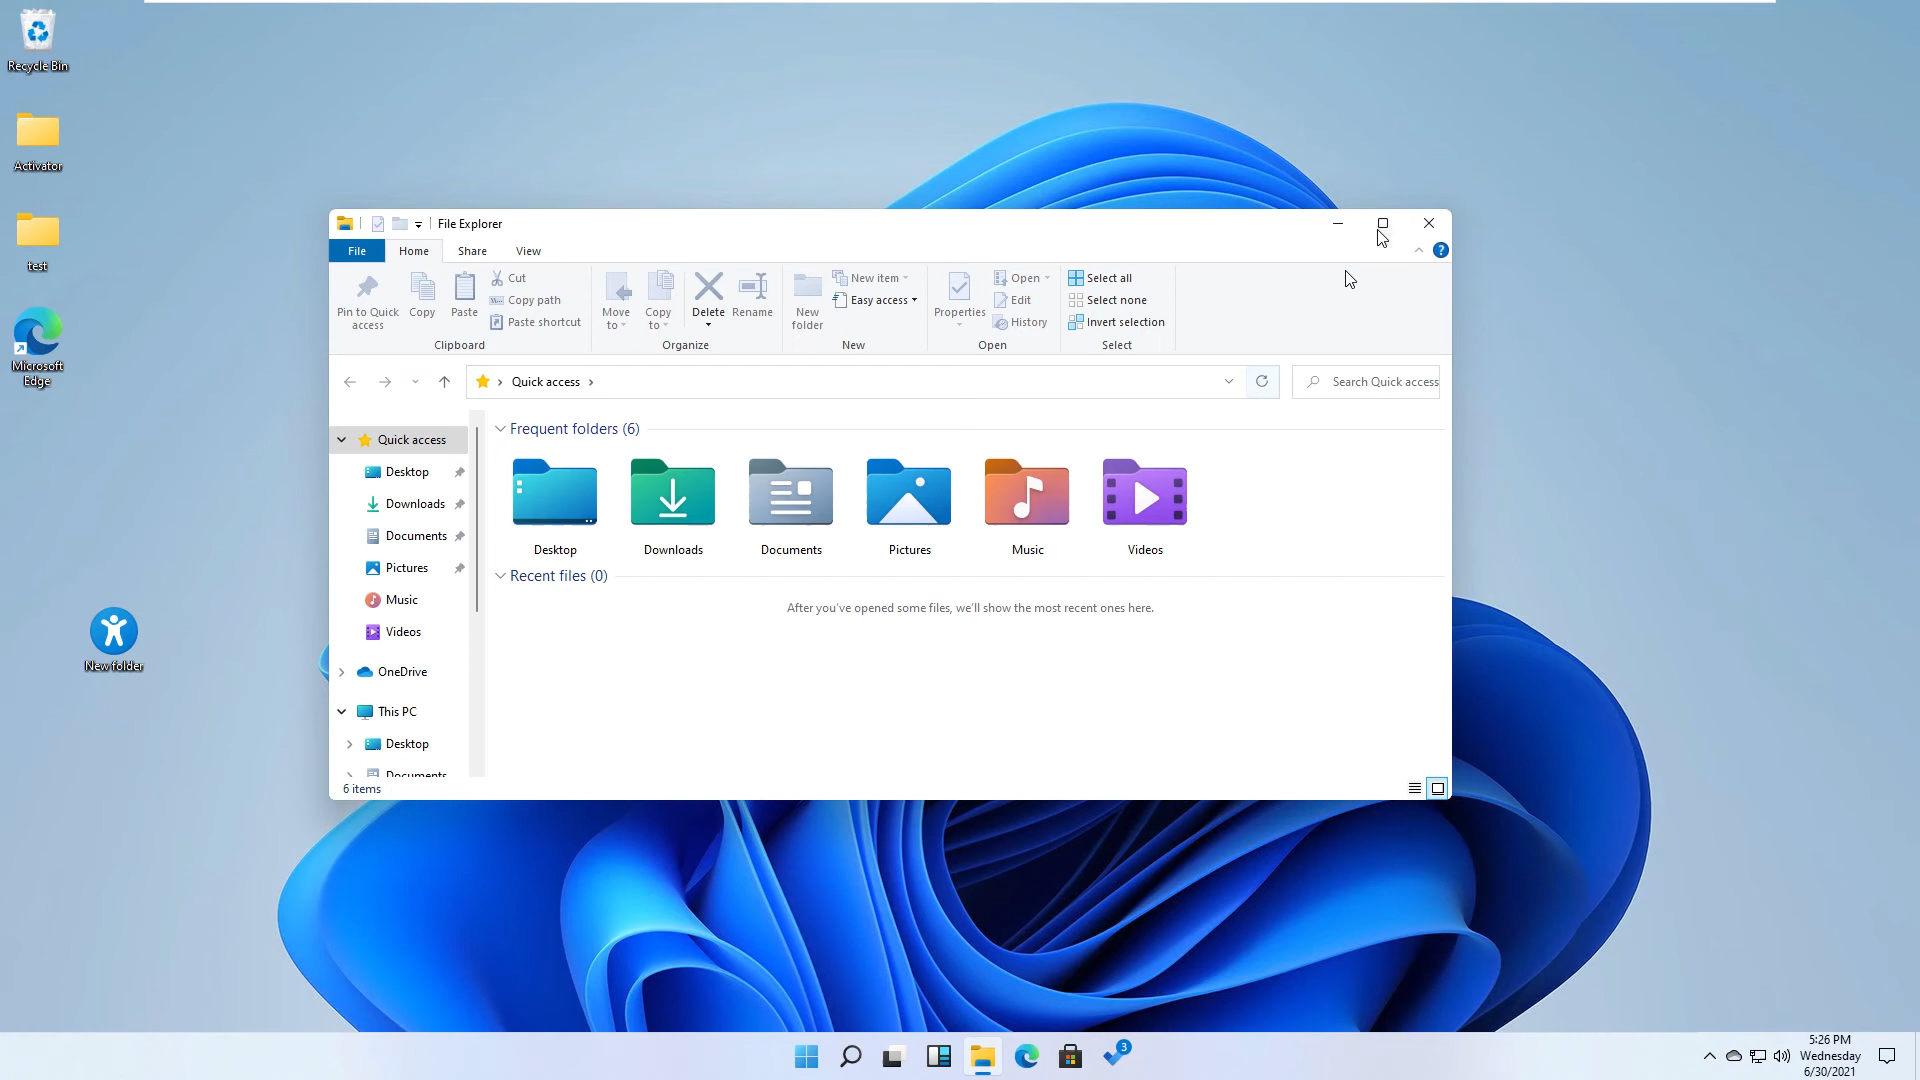 Recycle Bin
Activator
test
Microsoft
Edge
New folder
File Explorer
File
Home
Share
View
?
Pin to Quick
access
Copy
Paste
Cut
Copy path
Paste shortcut
Clipboard
Move
to
Copy
to
Delete
Rename
Organize
New
folder
New item
Easy access
New
Properties
Open
Edit
History
Open
Select all
Select none
Invert selection
Select
Quick access
Search Quick access
Quick access
Desktop
Downloads
Documents
Pictures
Music
Videos
OneDrive
This PC
Desktop
Documents
Frequent folders (6)
Desktop
Downloads
Documents
Pictures
Music
Videos
Recent files (0)
After you've opened some files, we'll show the most recent ones here.
6 items
3
5:26 PM
Wednesday
6/30/2021